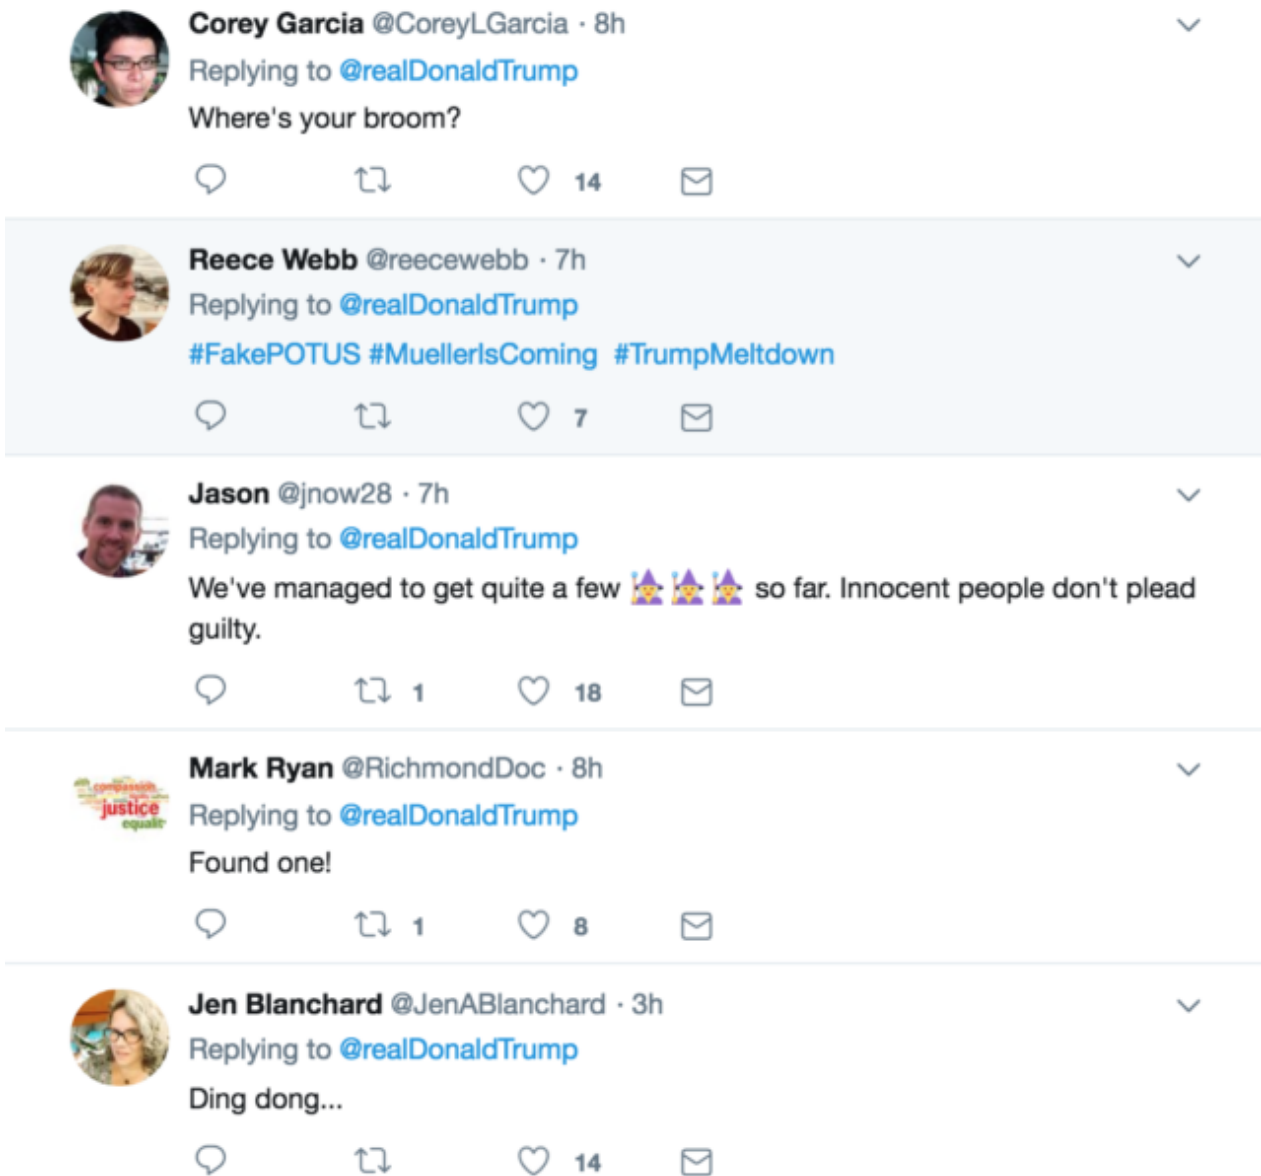 Corey Garcia @CoreyLGarcia · 8h
Replying to @realDonaldTrump
Where's your broom?
14
Reece Webb @reecewebb · 7h
Replying to @realDonaldTrump
#FakePOTUS #MuellerIsComing #TrumpMeltdown
7
Jason @jnow28 · 7h
Replying to @realDonaldTrump
We've managed to get quite a few 🧙‍♀️ 🧙‍♀️ 🧙‍♀️ so far. Innocent people don't plead
guilty.
1 18
compassion
justice
equality
Mark Ryan @RichmondDoc · 8h
Replying to @realDonaldTrump
Found one!
1 8
Jen Blanchard @JenABlanchard · 3h
Replying to @realDonaldTrump
Ding dong...
14